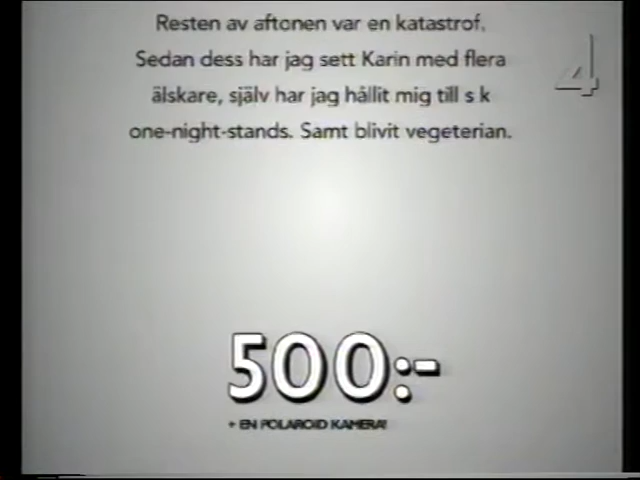 Resten av aftonen var en katastrof.
Sedan dess har jag sett Karin med flera
älskare, själv har jag hållit mig till s k
one-night-stands. Samt blivit vegeterian.
4
500:-
+ EN POLAROID KAMERA!